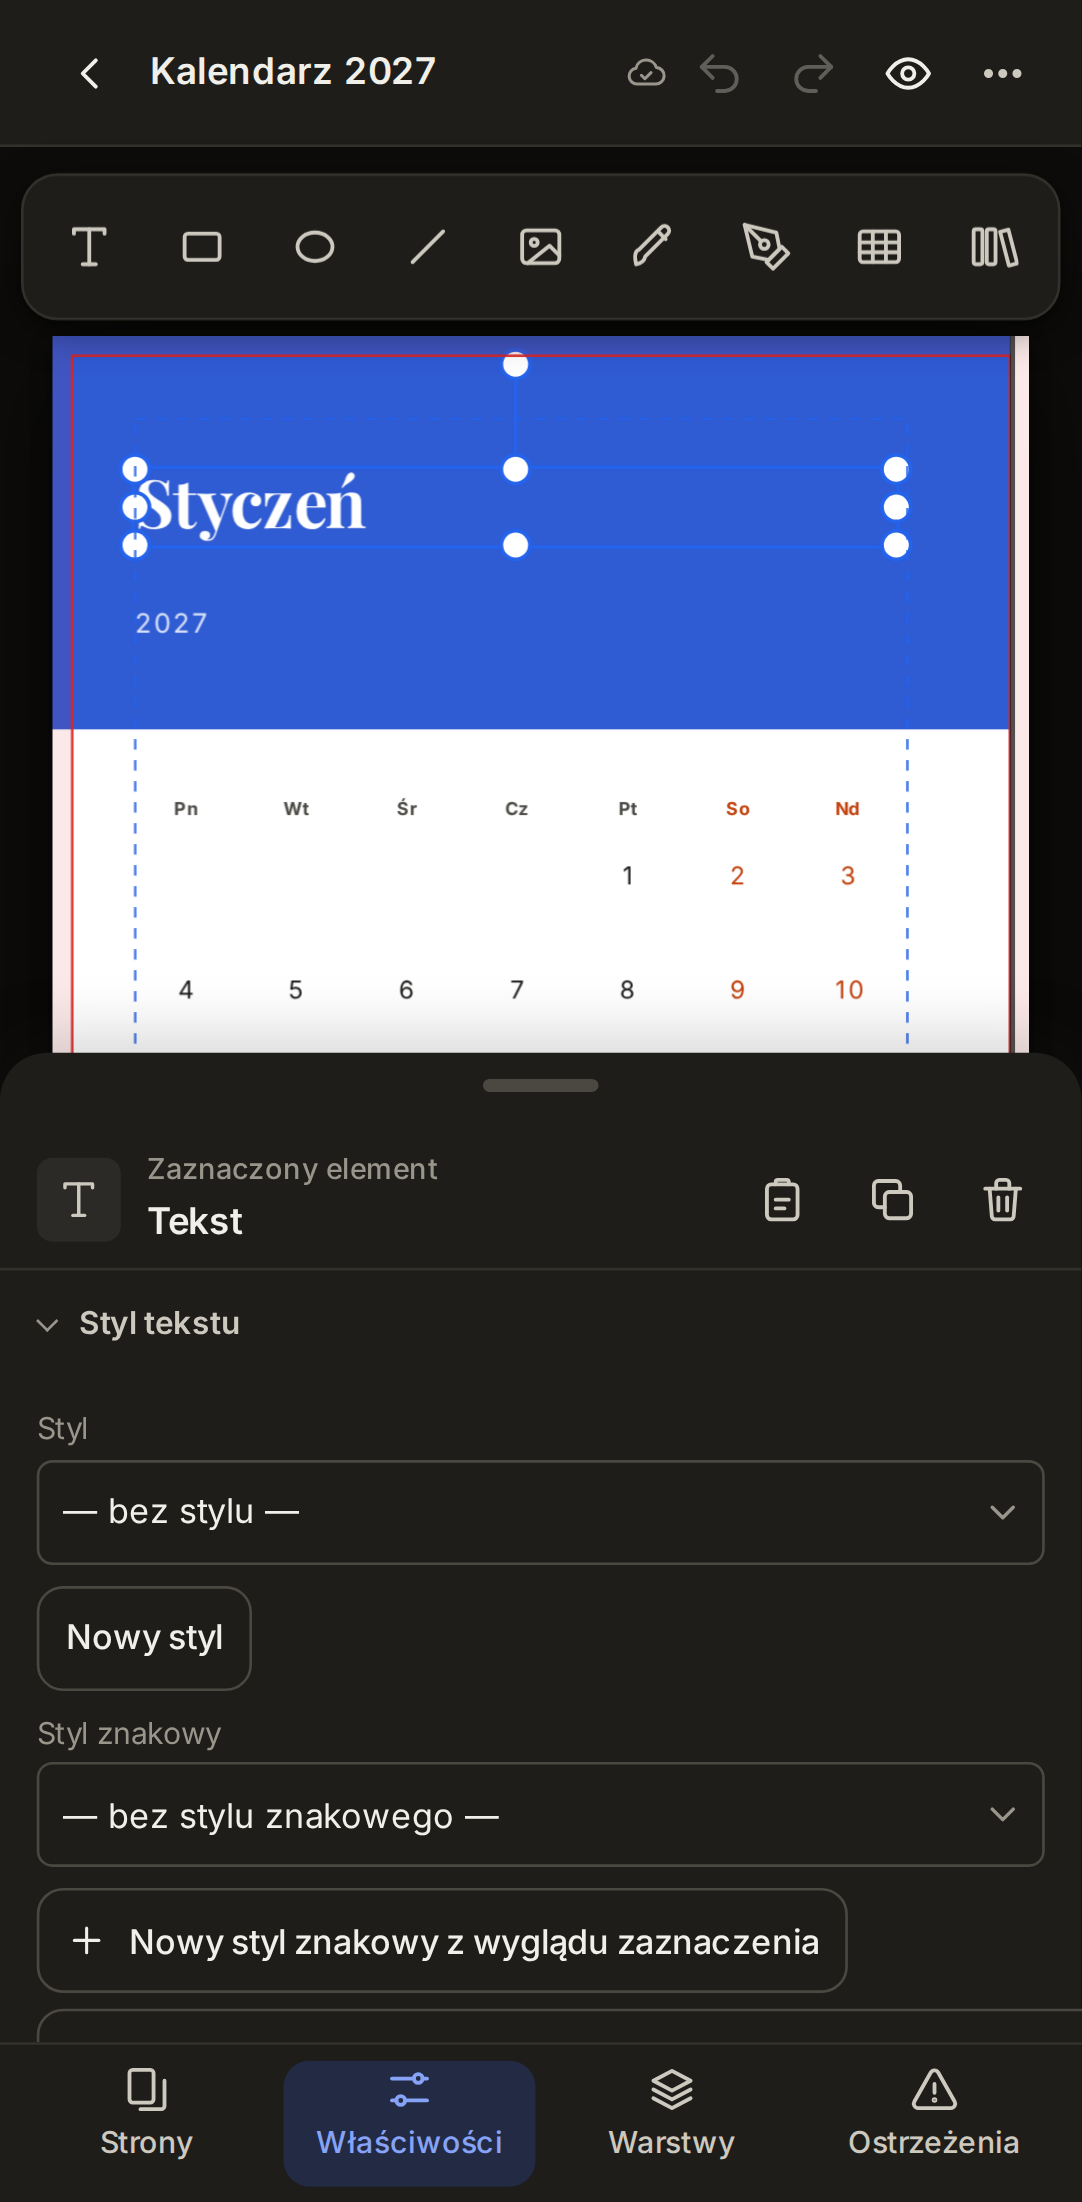 Kalendarz 2027
Styczeń
2027
Pn Wt Śr Cz Pt So Nd
1 2 3
4 5 6 7 8 9 10
Zaznaczony element
Tekst
Styl tekstu
Styl
— bez stylu —
Nowy styl
Styl znakowy
— bez stylu znakowego —
Nowy styl znakowy z wyglądu zaznaczenia
Strony Właściwości Warstwy Ostrzeżenia